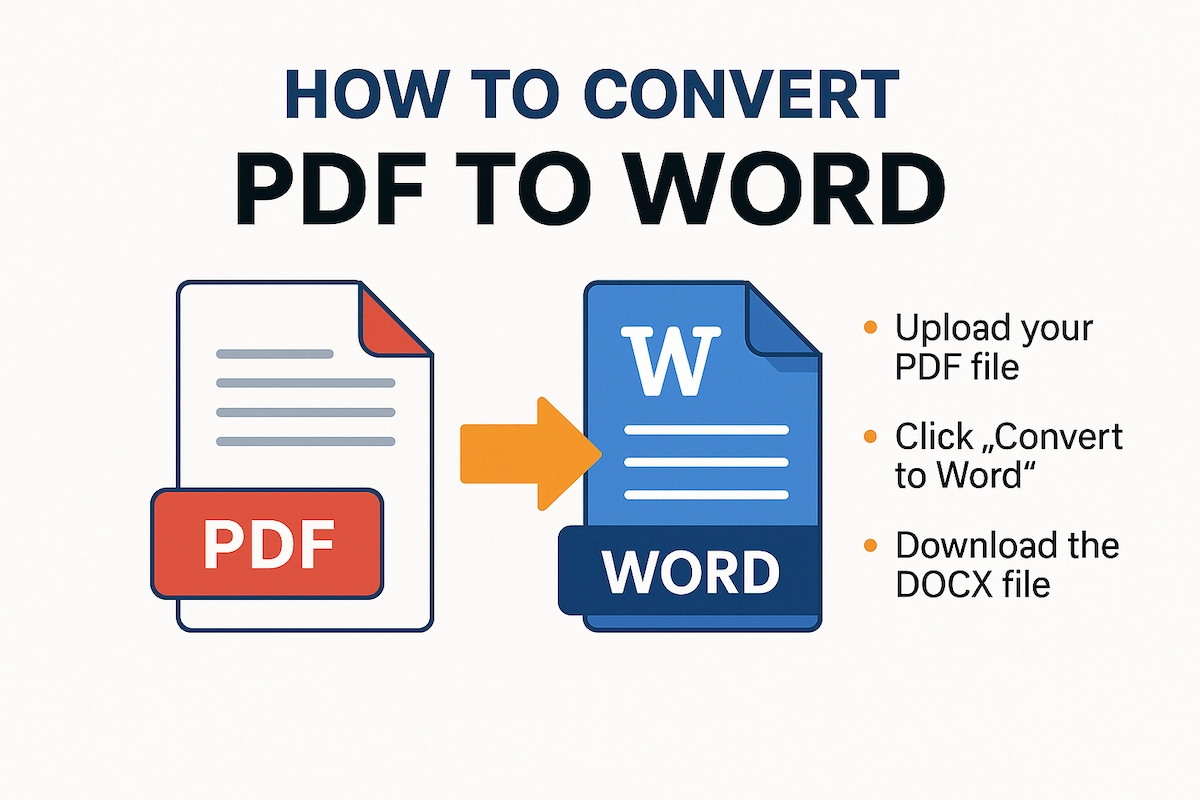 HOW TO CONVERT
PDF TO WORD
PDF
W
WORD
• Upload your
PDF file
• Click „Convert
to Word“
• Download the
DOCX file